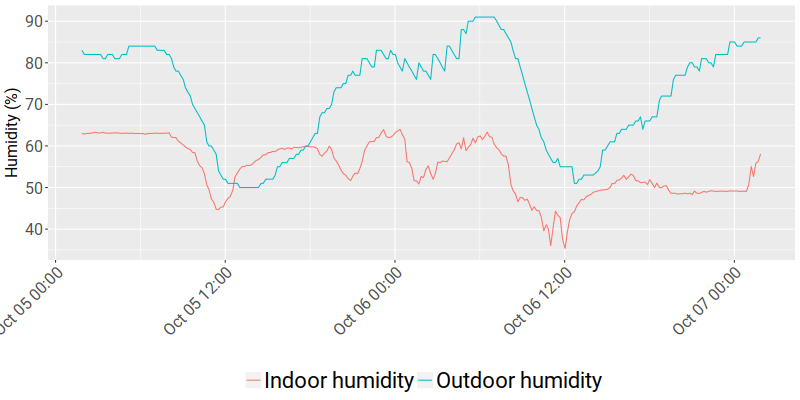 Humidity (%)
90
80
70
60
50
40
Oct 05 00:00
Oct 05 12:00
Oct 06 00:00
Oct 06 12:00
Oct 07 00:00
Indoor humidity Outdoor humidity